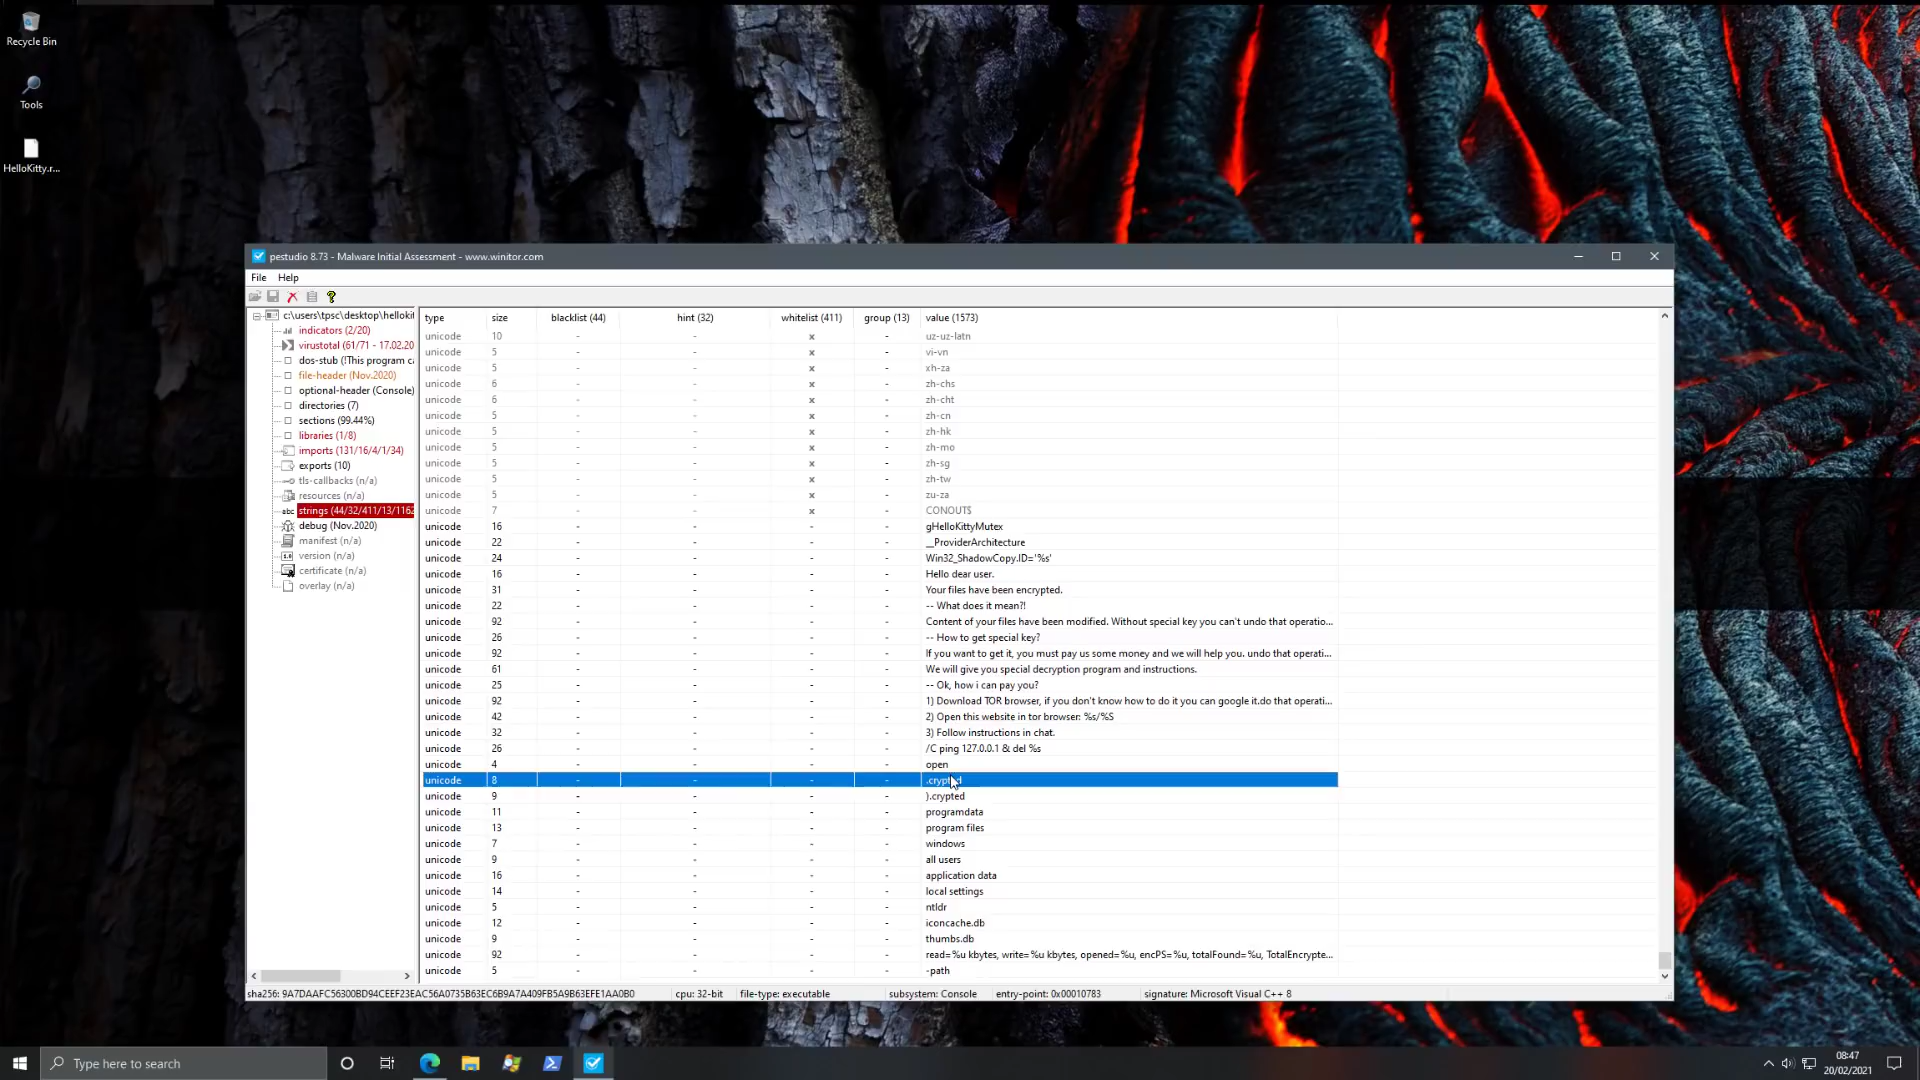 Recycle Bin
Tools
HelloKitty.r...
pestudio 8.73 - Malware Initial Assessment - www.winitor.com
File Help
c:\users\tpsc\desktop\hellokit
indicators (2/20)
virustotal (61/71 - 17.02.20
dos-stub (!This program ca
file-header (Nov.2020)
optional-header (Console)
directories (7)
sections (99.44%)
libraries (1/8)
imports (131/16/4/1/34)
exports (10)
tls-callbacks (n/a)
resources (n/a)
abc strings (44/32/411/13/1162
debug (Nov.2020)
manifest (n/a)
version (n/a)
certificate (n/a)
overlay (n/a)
type size blacklist (44) hint (32) whitelist (411) group (13) value (1573)
unicode 10 - - x - uz-uz-latn
unicode 5 - - x - vi-vn
unicode 5 - - x - xh-za
unicode 6 - - x - zh-chs
unicode 6 - - x - zh-cht
unicode 5 - - x - zh-cn
unicode 5 - - x - zh-hk
unicode 5 - - x - zh-mo
unicode 5 - - x - zh-sg
unicode 5 - - x - zh-tw
unicode 5 - - x - zu-za
unicode 7 - - x - CONOUT$
unicode 16 - - - - gHelloKittyMutex
unicode 22 - - - - __ProviderArchitecture
unicode 24 - - - - Win32_ShadowCopy.ID='%s'
unicode 16 - - - - Hello dear user.
unicode 31 - - - - Your files have been encrypted.
unicode 22 - - - - -- What does it mean?!
unicode 92 - - - - Content of your files have been modified. Without special key you can't undo that operatio...
unicode 26 - - - - -- How to get special key?
unicode 92 - - - - If you want to get it, you must pay us some money and we will help you. undo that operati...
unicode 61 - - - - We will give you special decryption program and instructions.
unicode 25 - - - - -- Ok, how i can pay you?
unicode 92 - - - - 1) Download TOR browser, if you don't know how to do it you can google it.do that operati...
unicode 42 - - - - 2) Open this website in tor browser: %s/%S
unicode 32 - - - - 3) Follow instructions in chat.
unicode 26 - - - - /C ping 127.0.0.1 & del %s
unicode 4 - - - - open
unicode 8 - - - - .crypted
unicode 9 - - - - ).crypted
unicode 11 - - - - programdata
unicode 13 - - - - program files
unicode 7 - - - - windows
unicode 9 - - - - all users
unicode 16 - - - - application data
unicode 14 - - - - local settings
unicode 5 - - - - ntldr
unicode 12 - - - - iconcache.db
unicode 9 - - - - thumbs.db
unicode 92 - - - - read=%u kbytes, write=%u kbytes, opened=%u, encPS=%u, totalFound=%u, TotalEncrypte...
unicode 5 - - - - -path
sha256: 9A7DAAFC56300BD94CEEF23EAC56A0735B63EC6B9A7A409FB5A9B63EFE1AA0B0 cpu: 32-bit file-type: executable subsystem: Console entry-point: 0x00010783 signature: Microsoft Visual C++ 8
Type here to search
08:47
20/02/2021